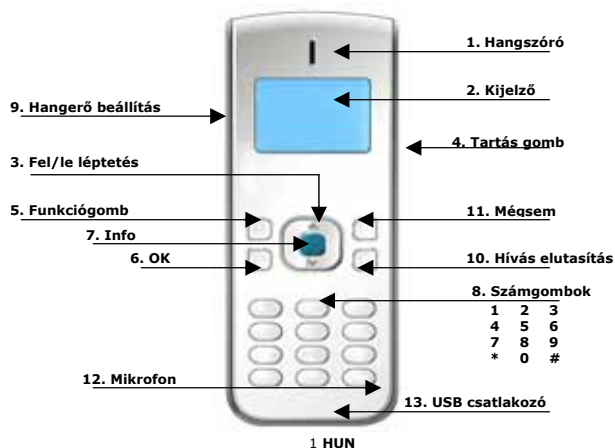 1. Hangszóró
2. Kijelző
9. Hangerő beállítás
4. Tartás gomb
3. Fel/le léptetés
5. Funkciógomb
11. Mégsem
7. Info
6. OK
10. Hívás elutasítás
8. Számgombok
1 2 3
4 5 6
7 8 9
* 0 #
12. Mikrofon
13. USB csatlakozó
1 HUN